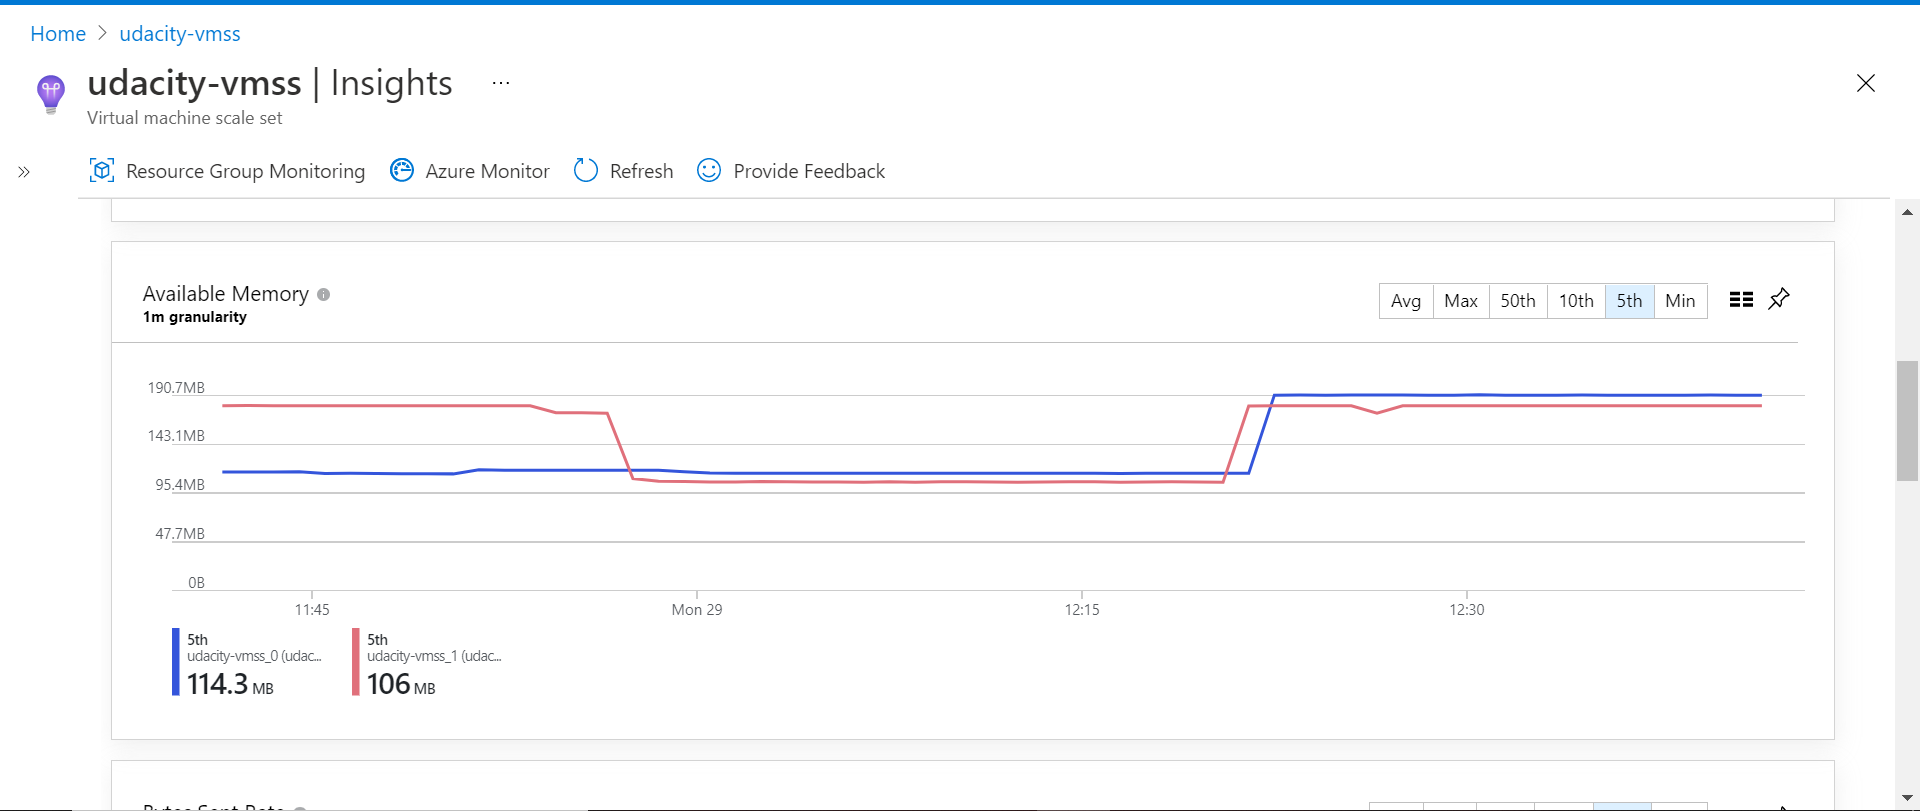 Home > udacity-vmss
udacity-vmss | Insights ...
Virtual machine scale set
Resource Group Monitoring Azure Monitor Refresh Provide Feedback
Available Memory
1m granularity
Avg Max 50th 10th 5th Min
190.7MB
143.1MB
95.4MB
47.7MB
0B
11:45 Mon 29 12:15 12:30
5th
udacity-vmss_0 (udac...
114.3 MB
5th
udacity-vmss_1 (udac...
106 MB
Bytes Sent Rate